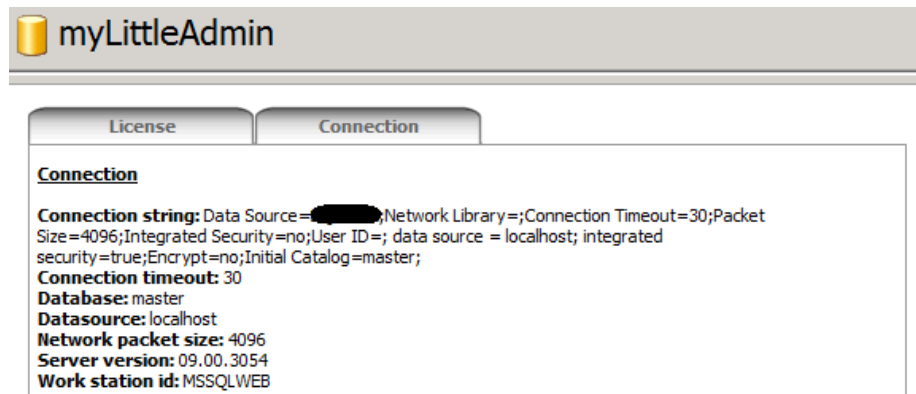 myLittleAdmin
License Connection
Connection
Connection string: Data Source= ;Network Library=;Connection Timeout=30;Packet
Size=4096;Integrated Security=no;User ID=; data source = localhost; integrated
security=true;Encrypt=no;Initial Catalog=master;
Connection timeout: 30
Database: master
Datasource: localhost
Network packet size: 4096
Server version: 09.00.3054
Work station id: MSSQLWEB